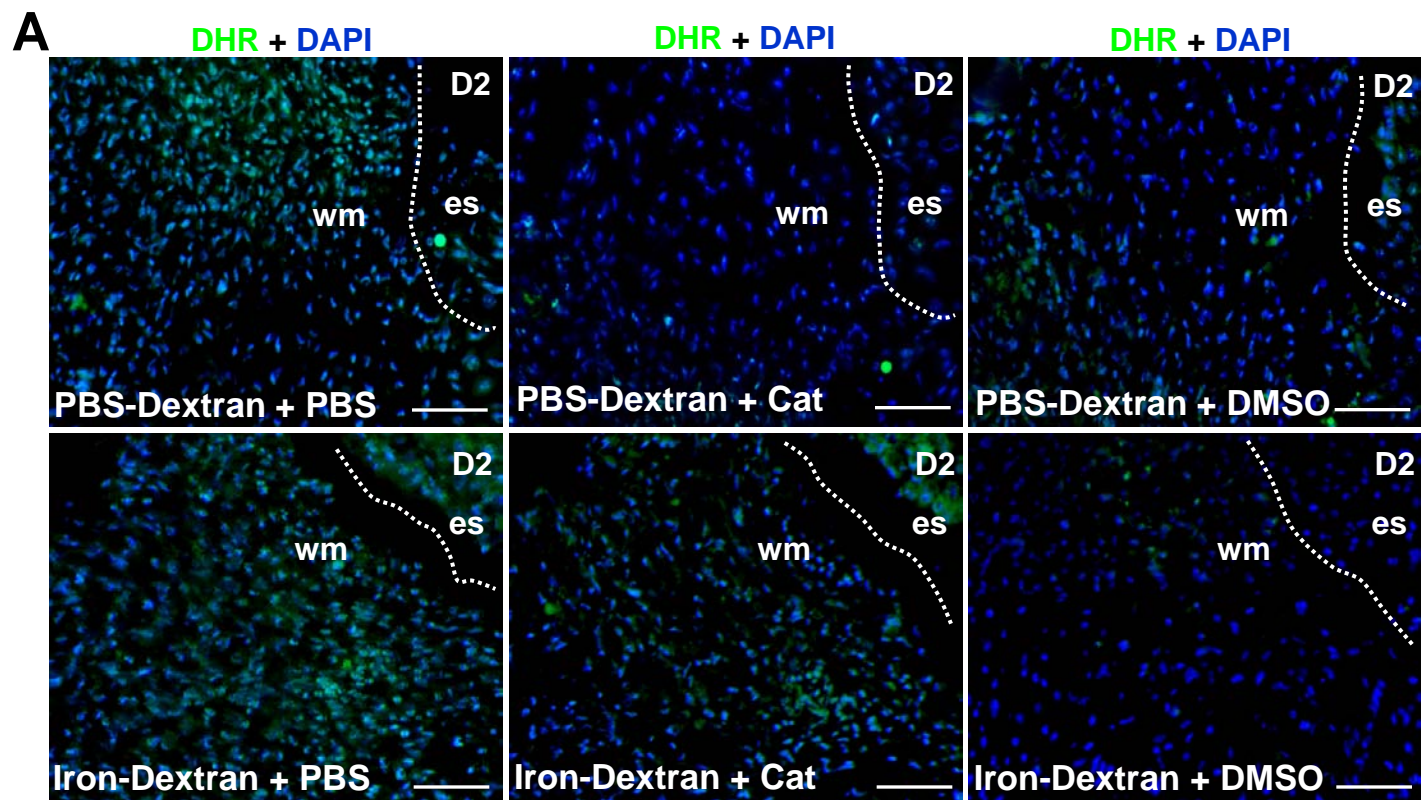 A
DHR + DAPI
DHR + DAPI
DHR + DAPI
D2
es
wm
PBS-Dextran + PBS
D2
es
wm
PBS-Dextran + Cat
D2
es
wm
PBS-Dextran + DMSO
D2
es
wm
Iron-Dextran + PBS
D2
es
wm
Iron-Dextran + Cat
D2
es
wm
Iron-Dextran + DMSO